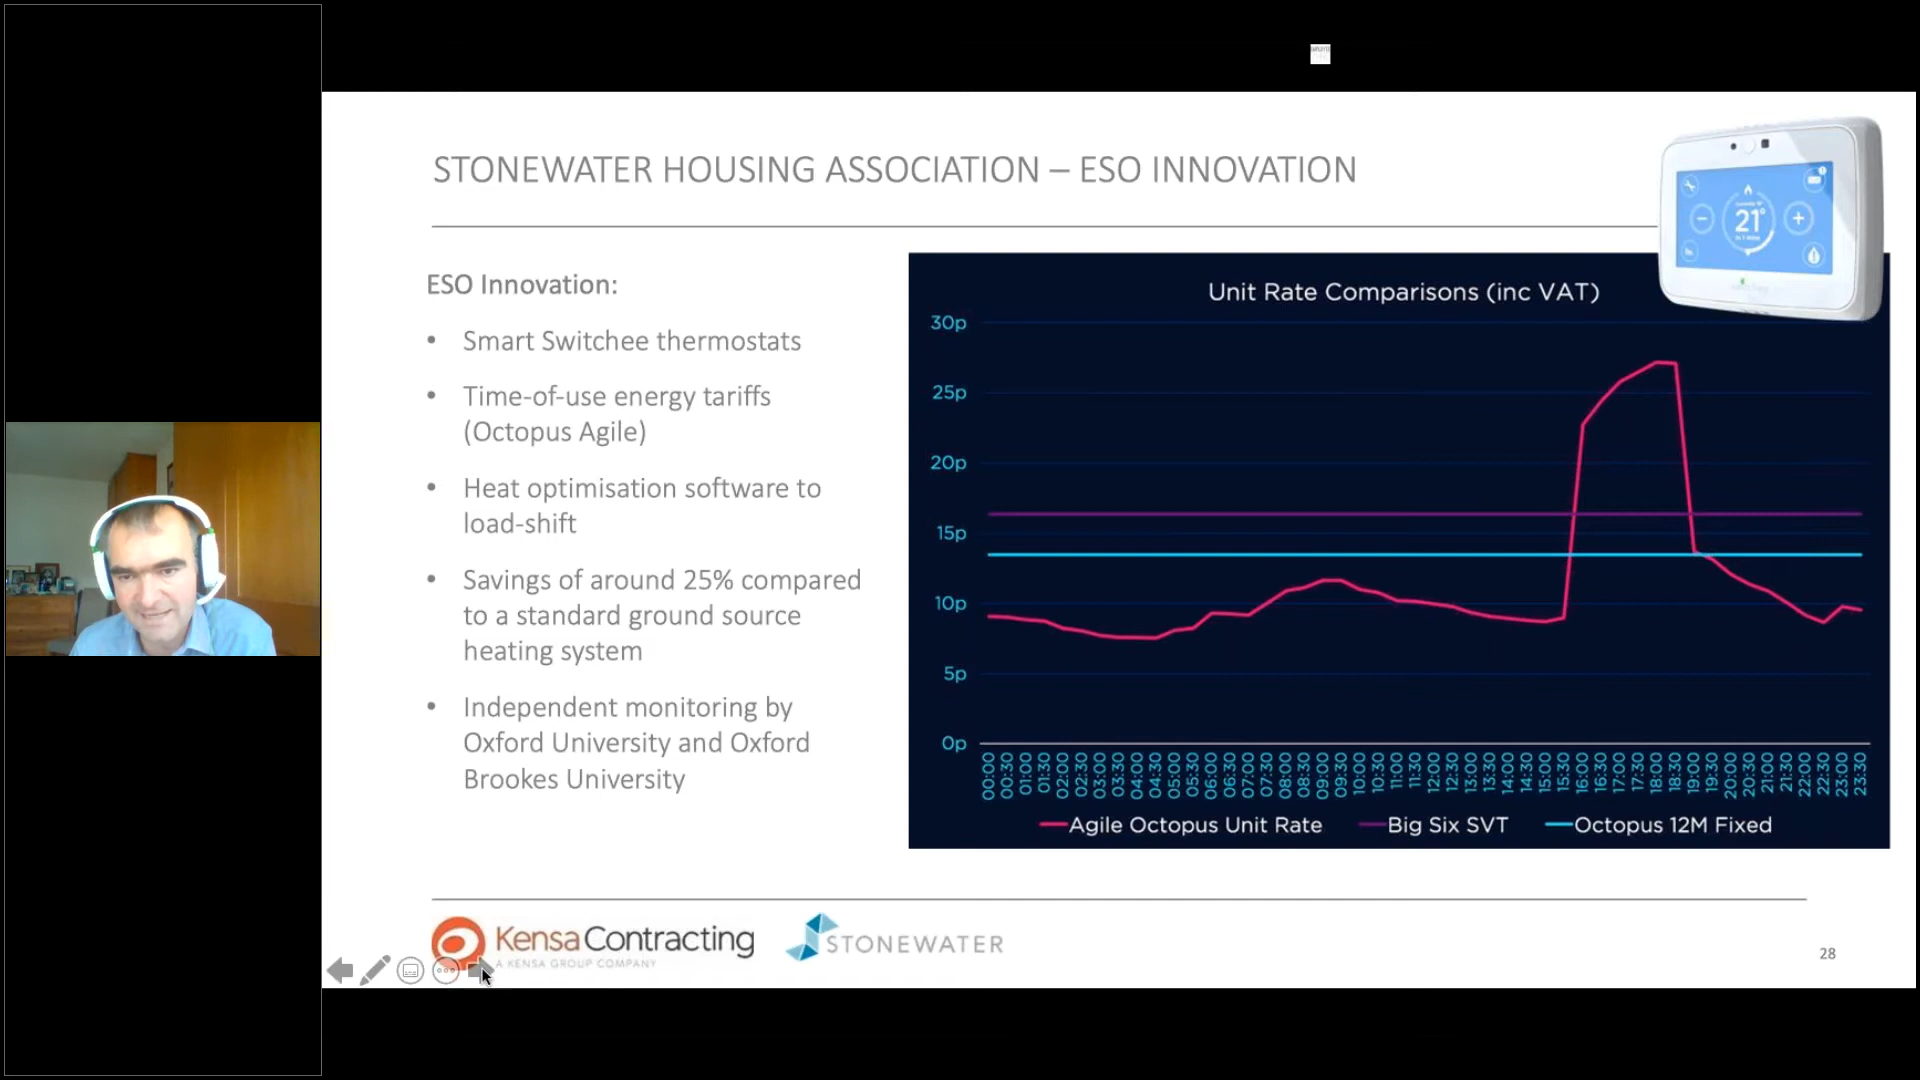 STONEWATER HOUSING ASSOCIATION – ESO INNOVATION
21°
ESO Innovation:
• Smart Switchee thermostats
• Time-of-use energy tariffs
(Octopus Agile)
• Heat optimisation software to
load-shift
• Savings of around 25% compared
to a standard ground source
heating system
• Independent monitoring by
Oxford University and Oxford
Brookes University
Unit Rate Comparisons (inc VAT)
30p
25p
20p
15p
10p
5p
0p
00:00 00:30 01:00 01:30 02:00 02:30 03:00 03:30 04:00 04:30 05:00 05:30 06:00 06:30 07:00 07:30 08:00 08:30 09:00 09:30 10:00 10:30 11:00 11:30 12:00 12:30 13:00 13:30 14:00 14:30 15:00 15:30 16:00 16:30 17:00 17:30 18:00 18:30 19:00 19:30 20:00 20:30 21:00 21:30 22:00 22:30 23:00 23:30
Agile Octopus Unit Rate Big Six SVT Octopus 12M Fixed
Kensa Contracting
A KENSA GROUP COMPANY
STONEWATER
28